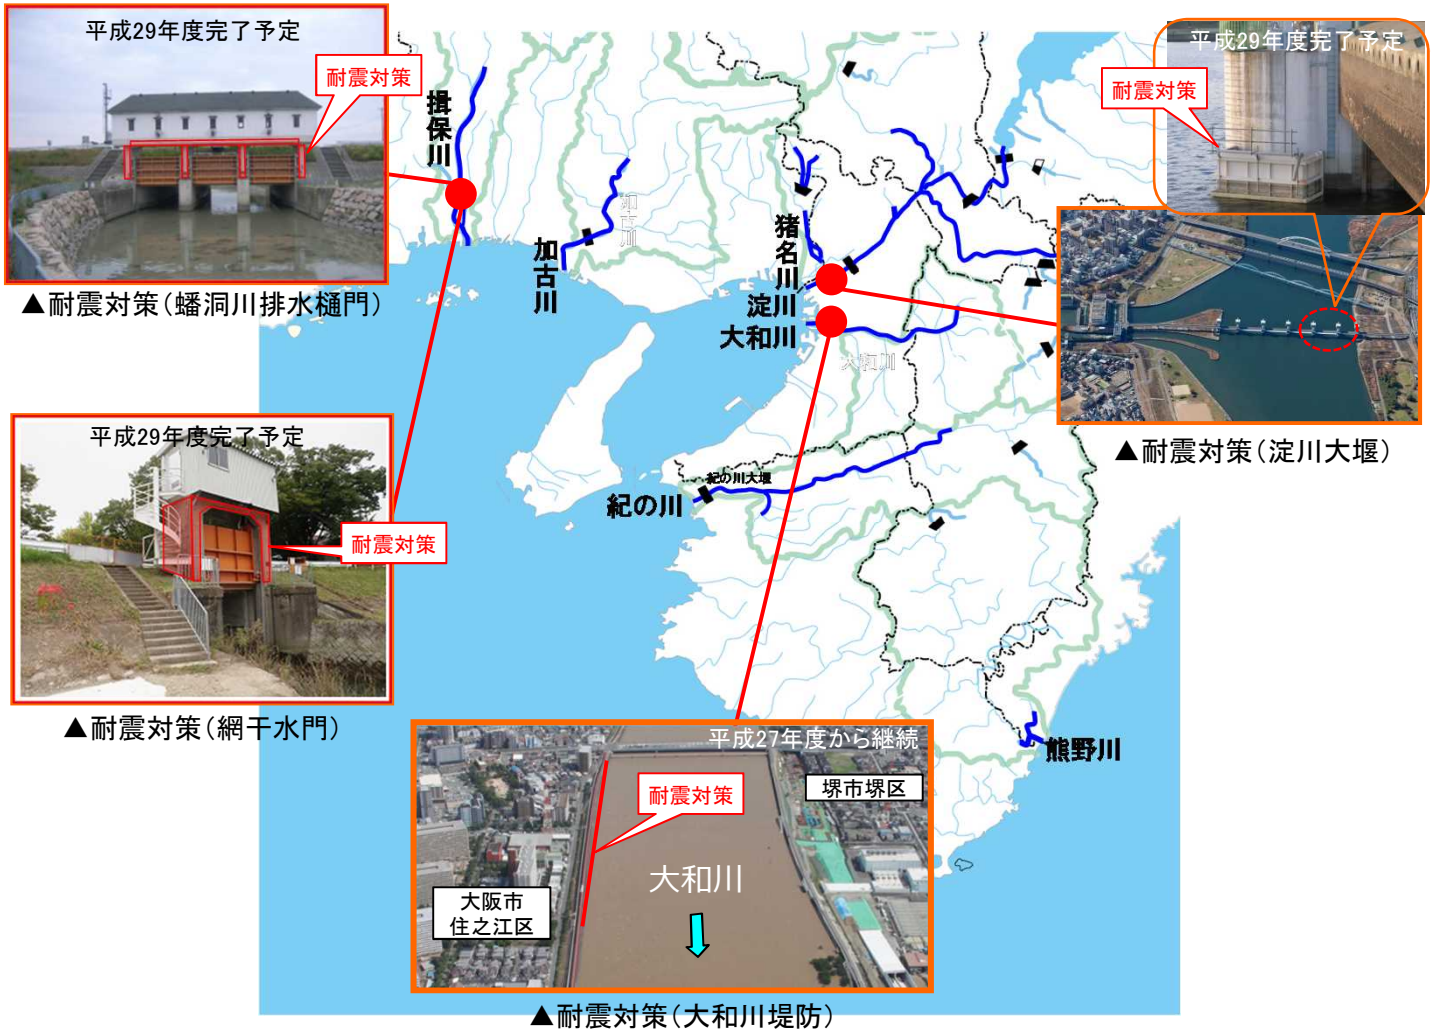 平成29年度完了予定
耐震対策
▲耐震対策(蟠洞川排水樋門)
平成29年度完了予定
耐震対策
▲耐震対策(網干水門)
揖保川
加古川
加古川
猪名川
淀川
大和川
大和川
紀の川大堰
紀の川
熊野川
平成29年度完了予定
耐震対策
▲耐震対策(淀川大堰)
平成27年度から継続
耐震対策
堺市堺区
大和川
大阪市
住之江区
▲耐震対策(大和川堤防)